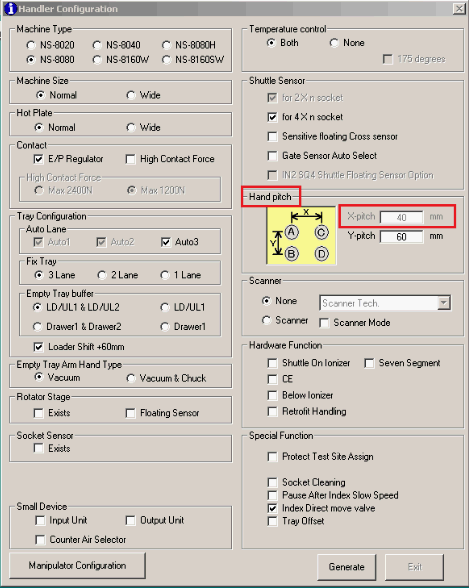 Handler Configuration
Machine Type
NS-8020 NS-8040 NS-8080H
NS-8080 NS-8160W NS-8160SW
Machine Size
Normal Wide
Hot Plate
Normal Wide
Contact
E/P Regulator High Contact Force
High Contact Force
Max 2400N Max 1200N
Tray Configuration
Auto Lane
Auto1 Auto2 Auto3
Fix Tray
3 Lane 2 Lane 1 Lane
Empty Tray buffer
LD/UL1 & LD/UL2 LD/UL1
Drawer1 & Drawer2 Drawer1
Loader Shift +60mm
Empty Tray Arm Hand Type
Vacuum Vacuum & Chuck
Rotator Stage
Exists Floating Sensor
Socket Sensor
Exists
Small Device
Input Unit Output Unit
Counter Air Selector
Manipulator Configuration
Temperature control
Both None
175 degrees
Shuttle Sensor
for 2 X n socket
for 4 X n socket
Sensitive floating Cross sensor
Gate Sensor Auto Select
IN2 SQ4 Shuttle Floating Sensor Option
Hand pitch
X
A C
Y
B D
X-pitch 40 mm
Y-pitch 60 mm
Scanner
None Scanner Tech.
Scanner Scanner Mode
Hardware Function
Shuttle On Ionizer Seven Segment
CE
Below Ionizer
Retrofit Handling
Special Function
Protect Test Site Assign
Socket Cleaning
Pause After Index Slow Speed
Index Direct move valve
Tray Offset
Generate Exit